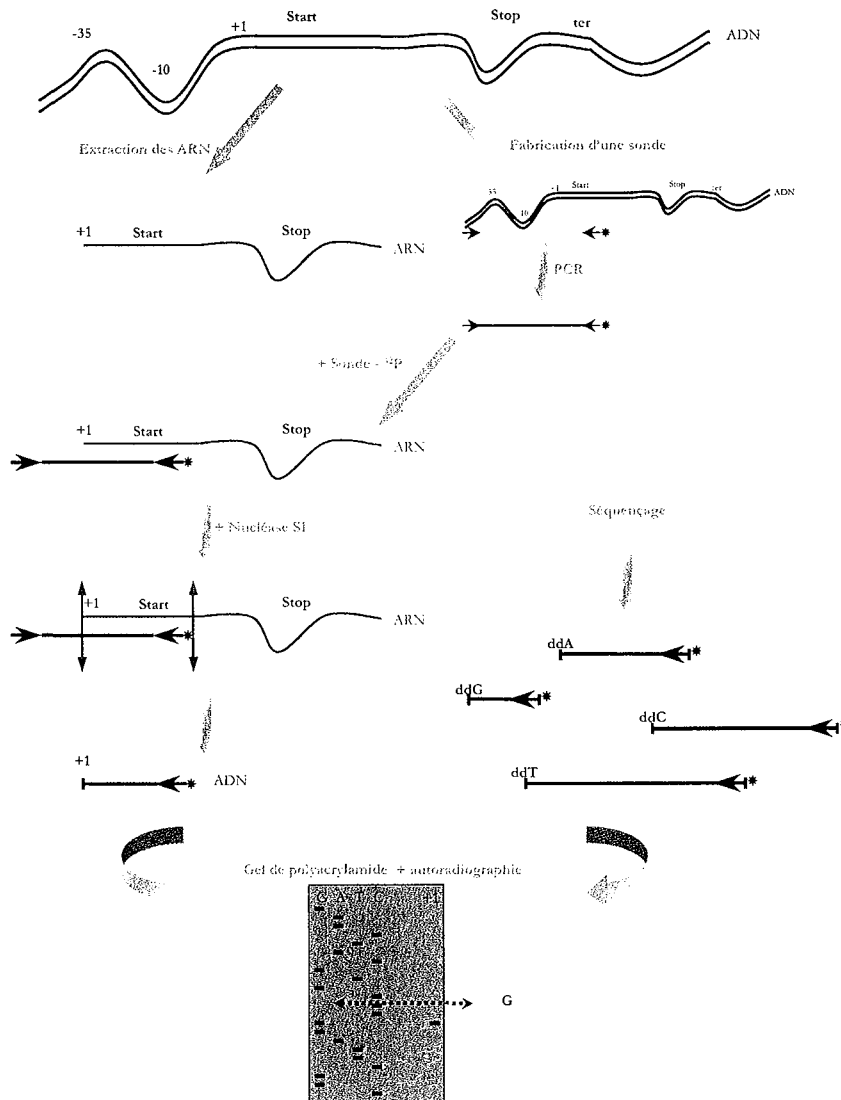 -35
-10
+1
Start
Stop
ter
ADN
Extraction des ARN
Fabrication d'une sonde
+1
Start
Stop
ARN
35
10
Start
Stop
ter
ADN
PCR
+ Sonde
+1
Start
Stop
ARN
+ Nucléase S1
Séquençage
+1
Start
Stop
ARN
ddA
ddG
ddC
ddT
+1
ADN
Gel de polyacrylamide + autoradiographie
A T
+1
G